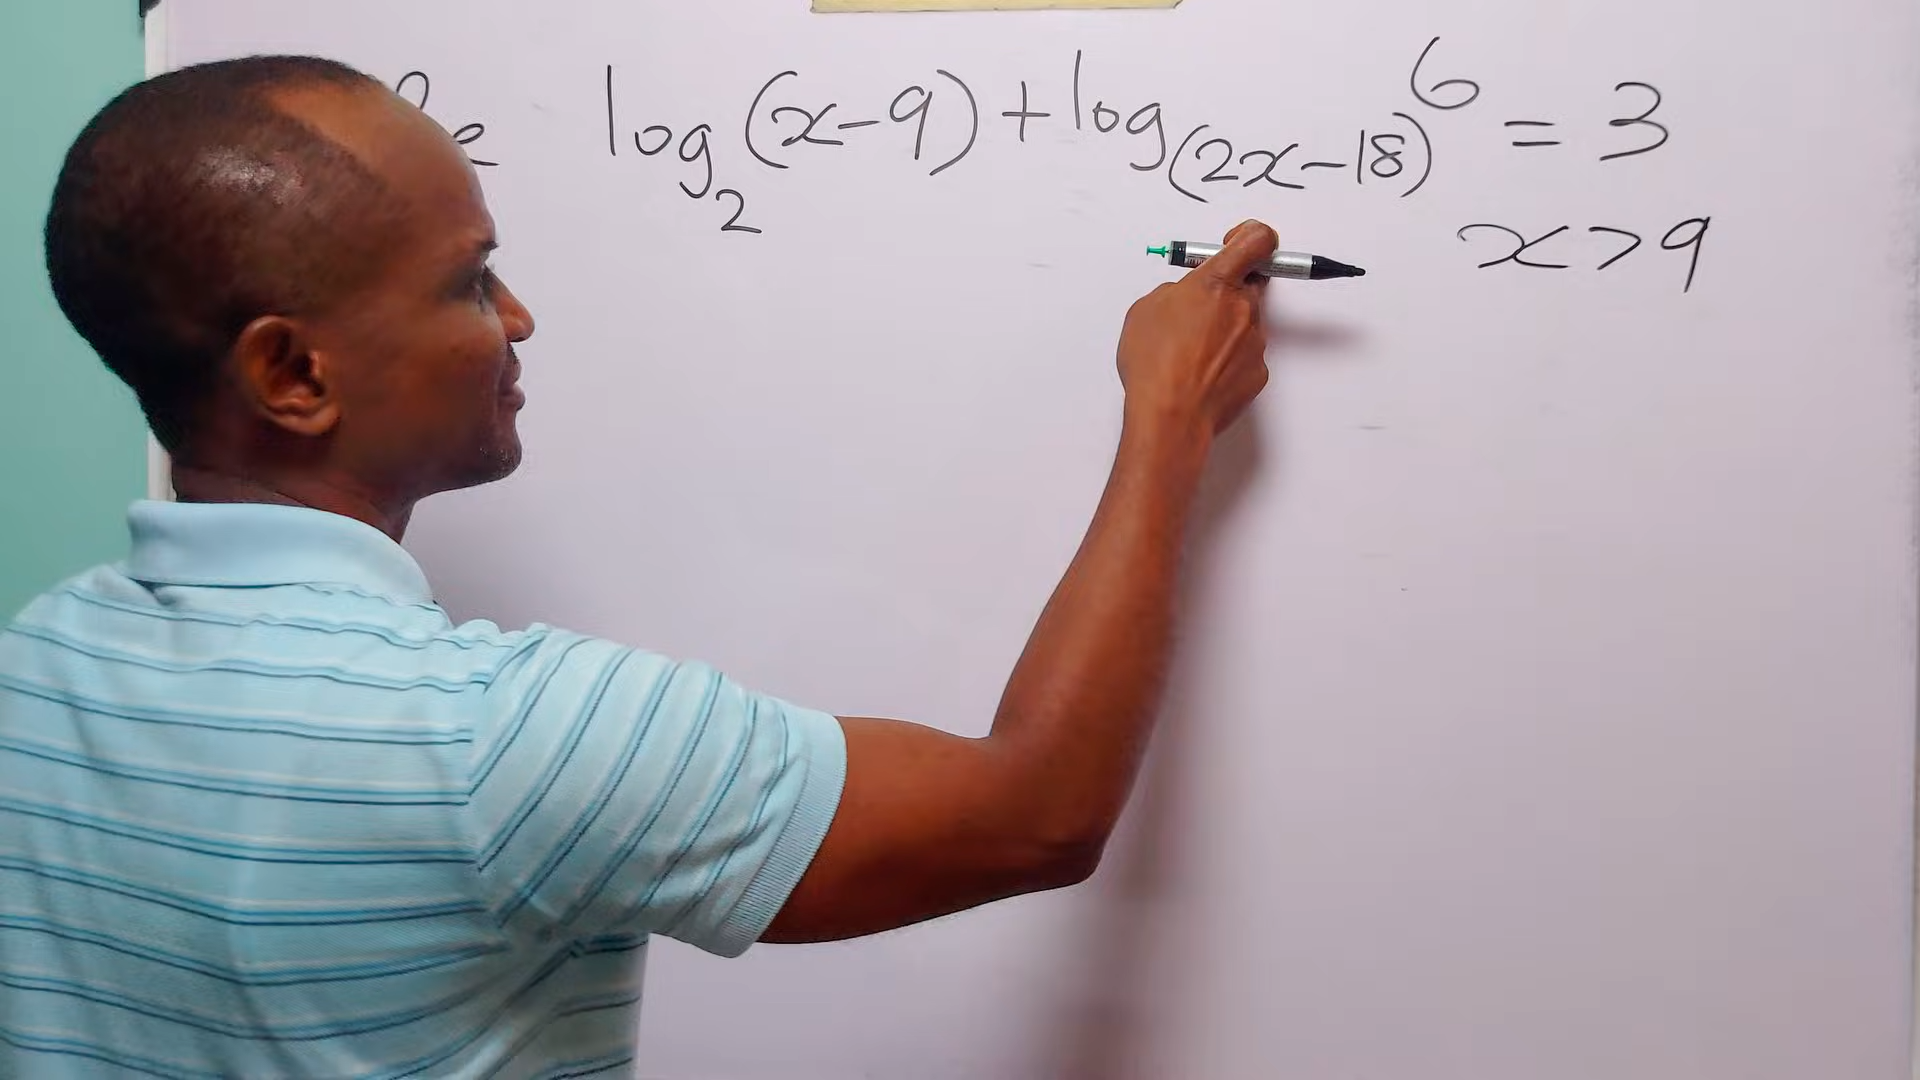 log₂(x-9) + log₍₂ₓ₋₁₈₎ 6 = 3
x > 9